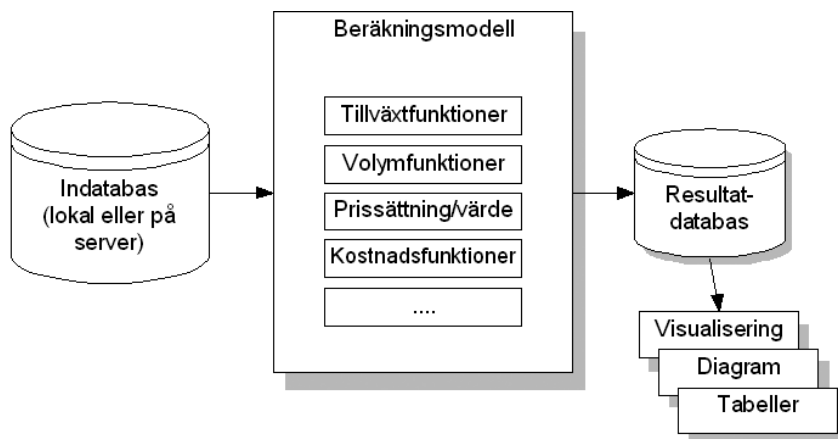 Beräkningsmodell
Indatabas
(lokal eller på
server)
Tillväxtfunktioner
Volymfunktioner
Prissättning/värde
Kostnadsfunktioner
....
Resultat-
databas
Visualisering
Diagram
Tabeller